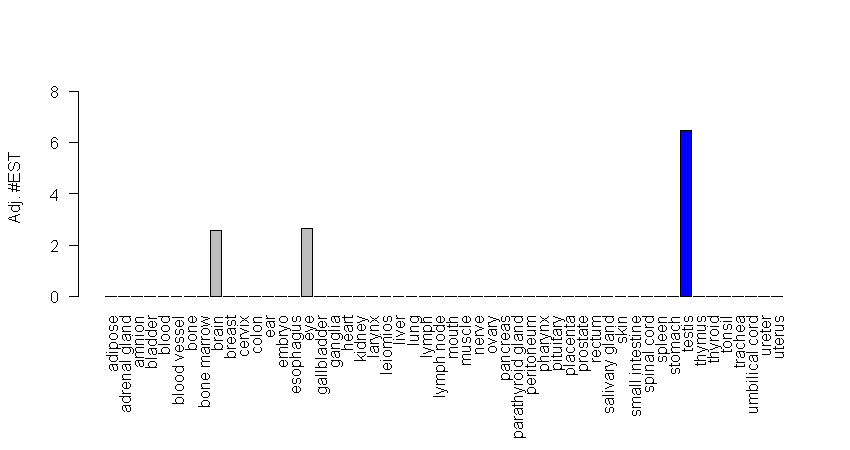 Adj. #EST
8
6
4
2
0
adipose
adrenal gland
amnion
bladder
blood
blood vessel
bone
bone marrow
brain
breast
cervix
colon
ear
embryo
esophagus
eye
gallbladder
ganglia
heart
kidney
larynx
leiomios
liver
lung
lymph
lymph node
mouth
muscle
nerve
ovary
pancreas
parathyroid gland
peritoneum
pharynx
pituitary
placenta
prostate
rectum
salivary gland
skin
small intestine
spinal cord
spleen
stomach
testis
thymus
thyroid
tonsil
trachea
umbilical cord
ureter
uterus